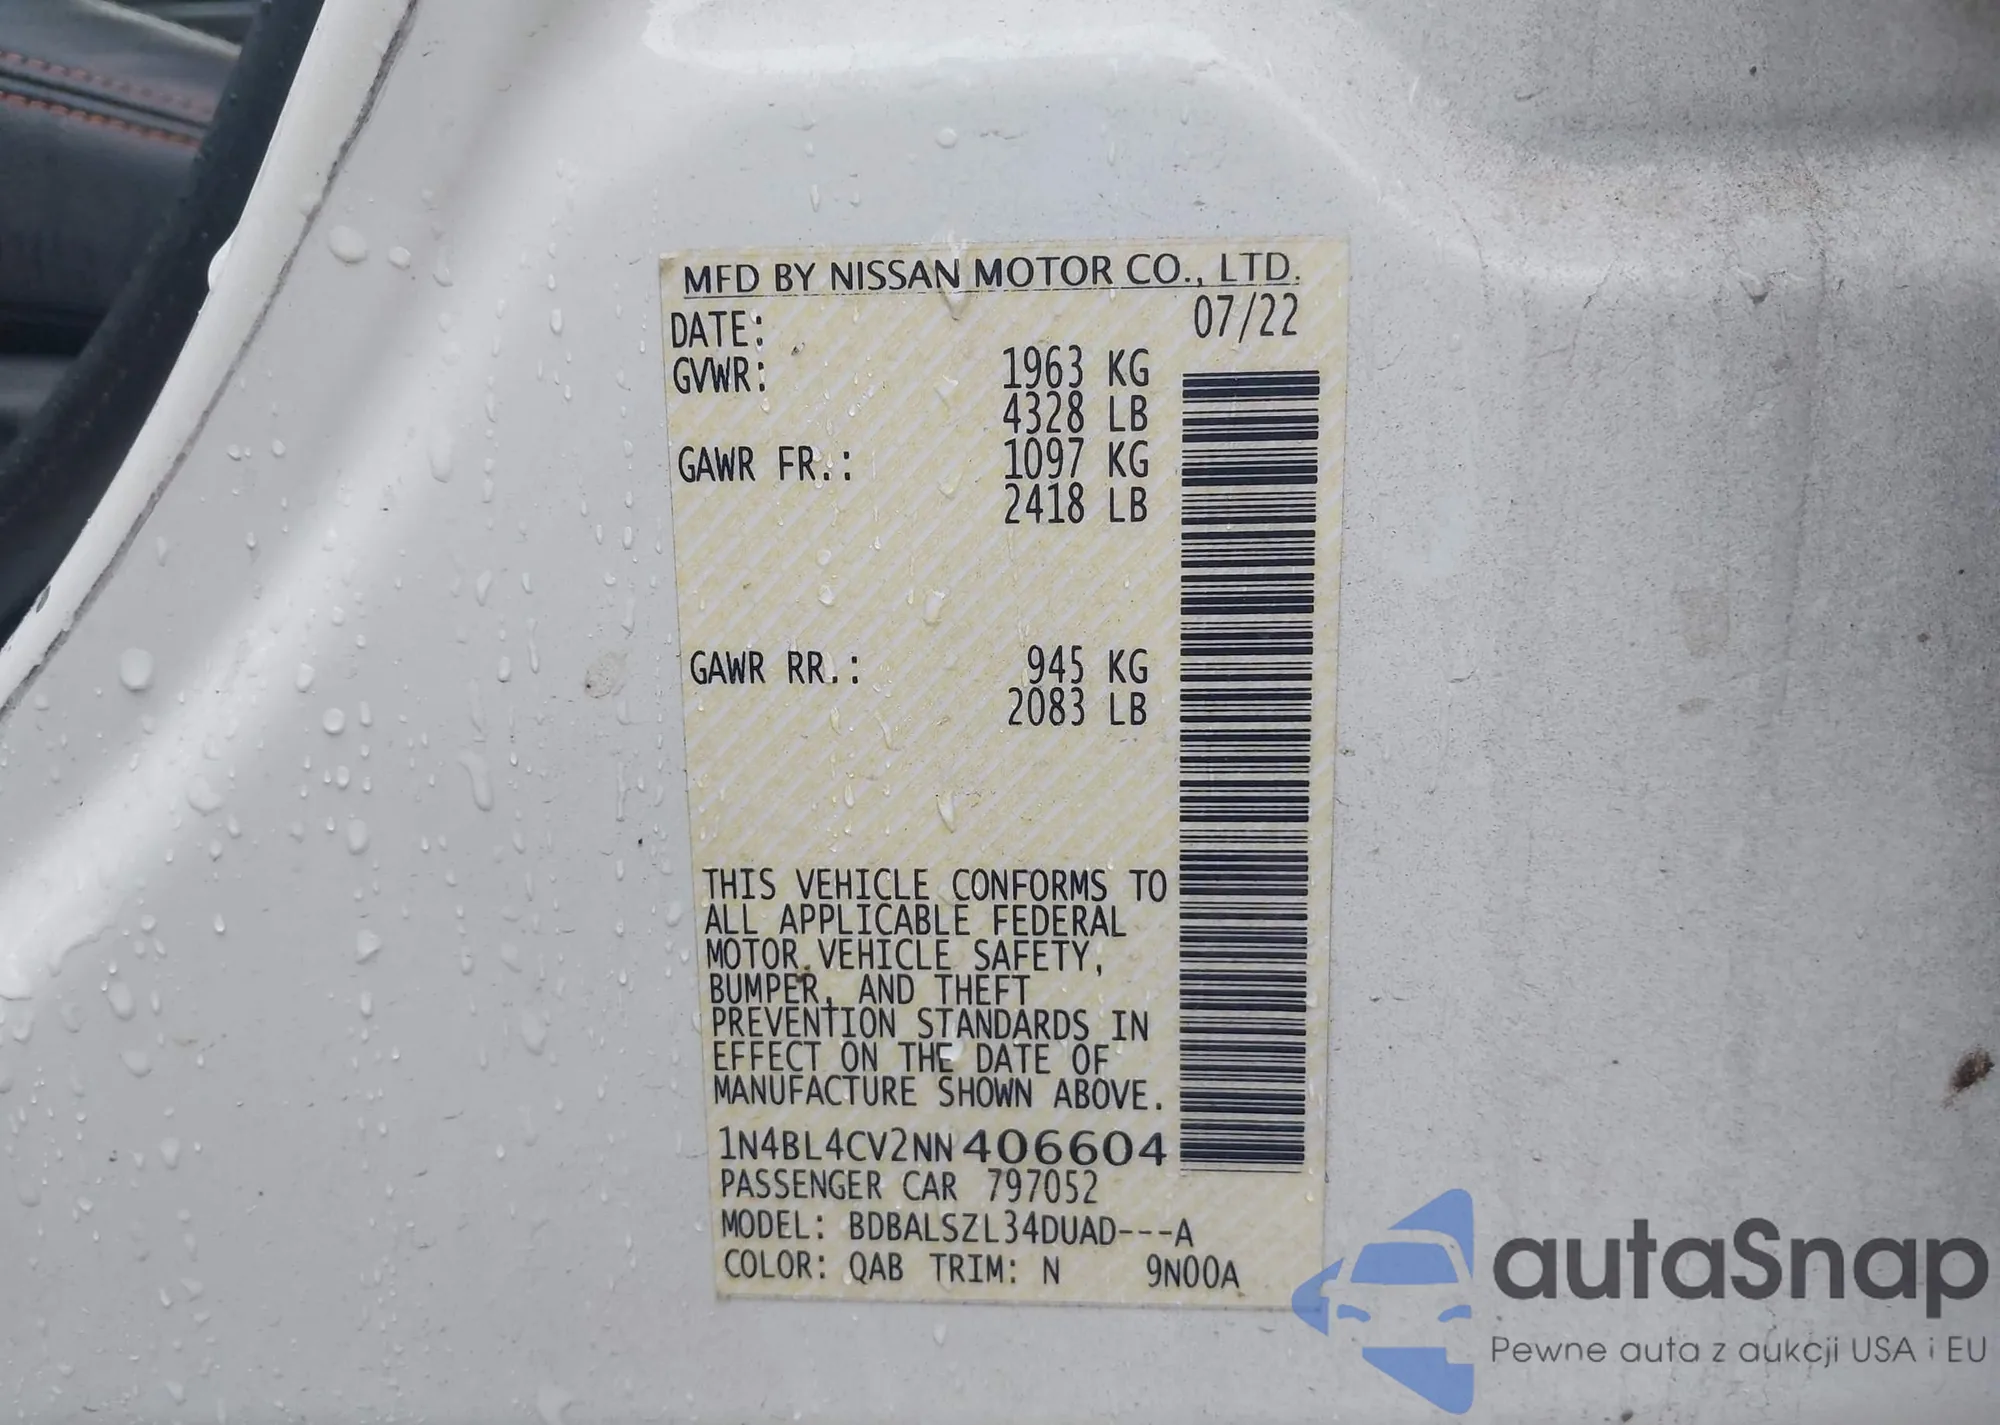 MFD BY NISSAN MOTOR CO., LTD.
DATE: 07/22
GVWR: 1963 KG
4328 LB
GAWR FR.: 1097 KG
2418 LB
GAWR RR.: 945 KG
2083 LB
THIS VEHICLE CONFORMS TO
ALL APPLICABLE FEDERAL
MOTOR VEHICLE SAFETY,
BUMPER, AND THEFT
PREVENTION STANDARDS IN
EFFECT ON THE DATE OF
MANUFACTURE SHOWN ABOVE.
1N4BL4CV2NN406604
PASSENGER CAR 797052
MODEL: BDBALSZL34DUAD---A
COLOR: QAB TRIM: N 9N00A
autaSnap
Pewne auta z aukcji USA i EU